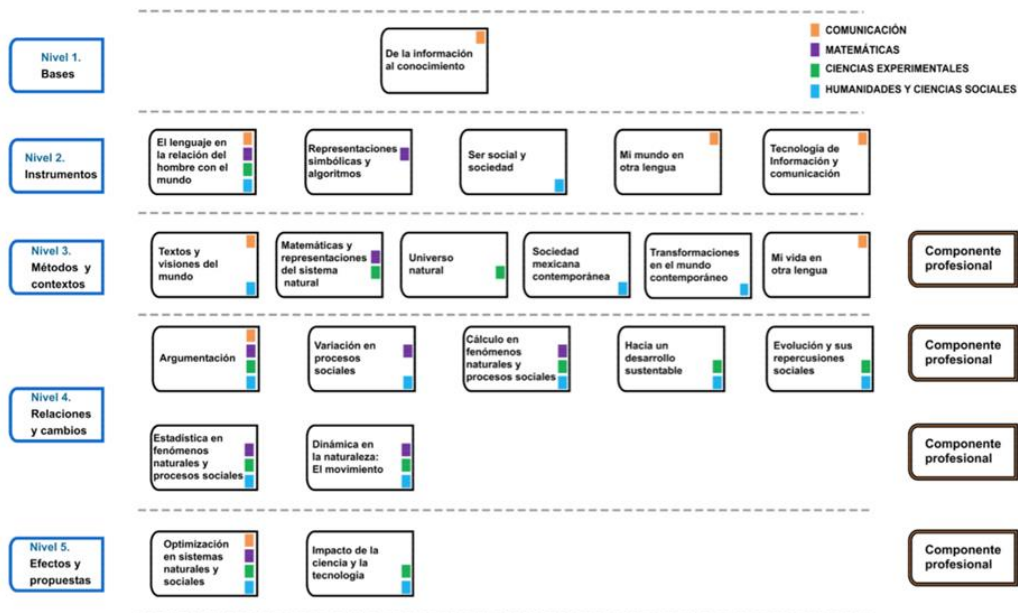 Nivel 1.
Bases
De la información
al conocimiento
COMUNICACIÓN
MATEMÁTICAS
CIENCIAS EXPERIMENTALES
HUMANIDADES Y CIENCIAS SOCIALES
Nivel 2.
Instrumentos
El lenguaje en
la relación del
hombre con el
mundo
Representaciones
simbólicas y
algoritmos
Ser social y
sociedad
Mi mundo en
otra lengua
Tecnología de
Información y
comunicación
Nivel 3.
Métodos y
contextos
Textos y
visiones del
mundo
Matemáticas y
representaciones
del sistema
natural
Universo
natural
Sociedad
mexicana
contemporánea
Transformaciones
en el mundo
contemporáneo
Mi vida en
otra lengua
Componente
profesional
Nivel 4.
Relaciones
y cambios
Argumentación
Variación en
procesos
sociales
Cálculo en
fenómenos
naturales y
procesos sociales
Hacia un
desarrollo
sustentable
Evolución y sus
repercusiones
sociales
Componente
profesional
Estadística en
fenómenos
naturales y
procesos sociales
Dinámica en
la naturaleza:
El movimiento
Componente
profesional
Nivel 5.
Efectos y
propuestas
Optimización
en sistemas
naturales y
sociales
Impacto de la
ciencia y la
tecnología
Componente
profesional